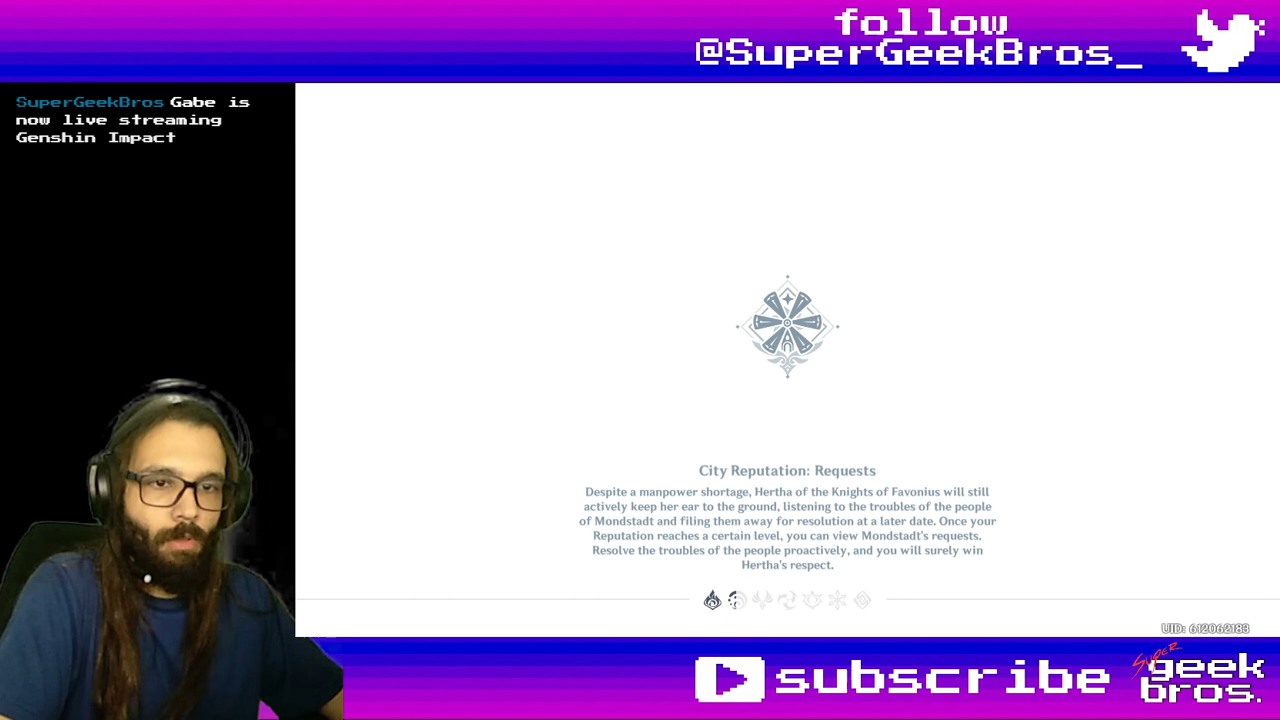 follow
@SuperGeekBros_
SuperGeekBros Gabe is
now live streaming
Genshin Impact
City Reputation: Requests
Despite a manpower shortage, Hertha of the Knights of Favonius will still
actively keep her ear to the ground, listening to the troubles of the people
of Mondstadt and filing them away for resolution at a later date. Once your
Reputation reaches a certain level, you can view Mondstadt's requests.
Resolve the troubles of the people proactively, and you will surely win
Hertha's respect.
UID: 612062183
subscribe
super
geek
bros.